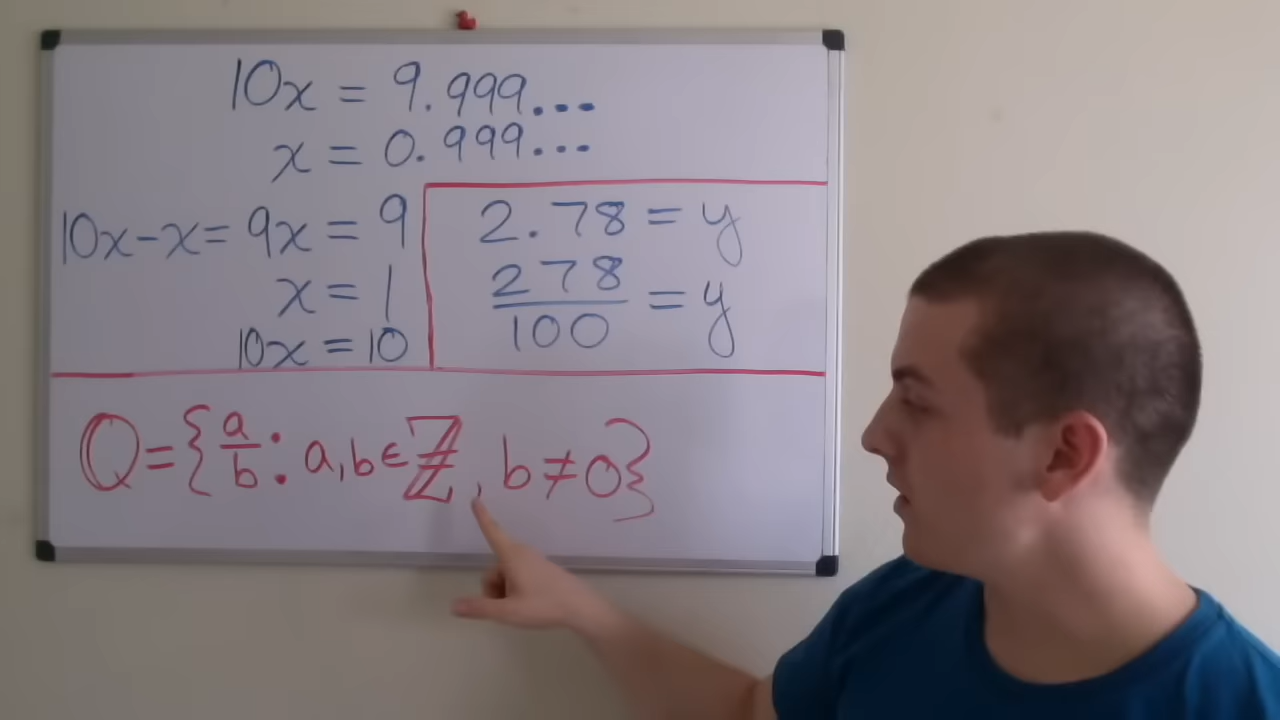 10x = 9.999...
x = 0.999...
10x-x= 9x = 9
x = 1
10x = 10
2.78 = y
278/100 = y
Q={a/b: a,b∈ℤ, b≠0}